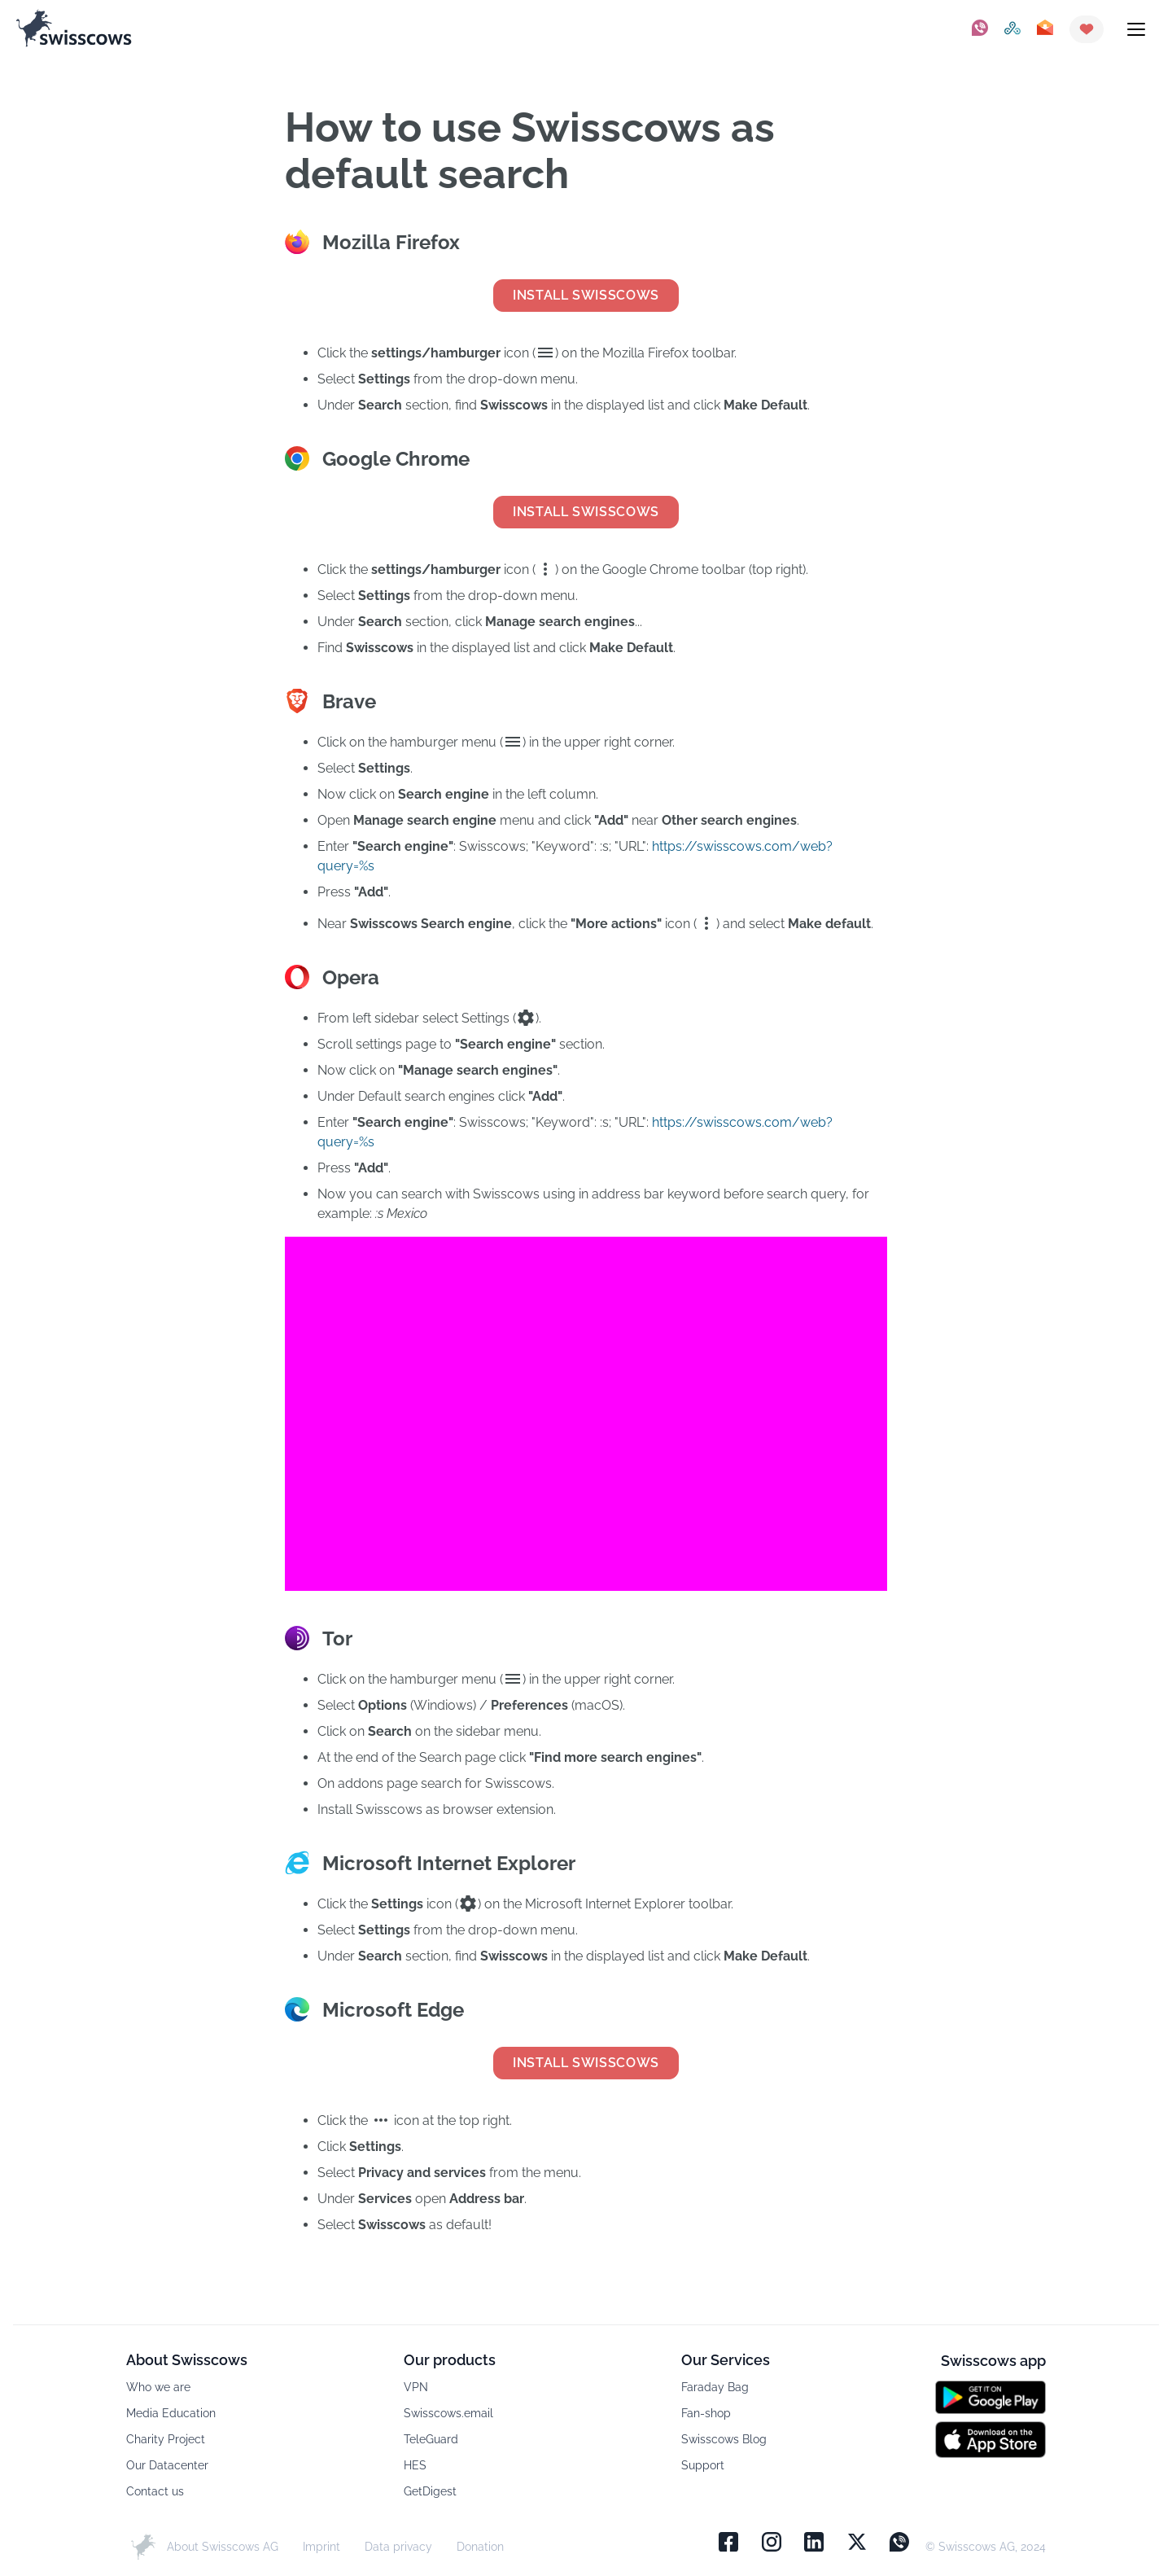 swisscows
How to use Swisscows as
default search
Mozilla Firefox
INSTALL SWISSCOWS
• Click the settings/hamburger icon ( ) on the Mozilla Firefox toolbar.
• Select Settings from the drop-down menu.
• Under Search section, find Swisscows in the displayed list and click Make Default.
Google Chrome
INSTALL SWISSCOWS
• Click the settings/hamburger icon ( ) on the Google Chrome toolbar (top right).
• Select Settings from the drop-down menu.
• Under Search section, click Manage search engines...
• Find Swisscows in the displayed list and click Make Default.
Brave
• Click on the hamburger menu ( ) in the upper right corner.
• Select Settings.
• Now click on Search engine in the left column.
• Open Manage search engine menu and click "Add" near Other search engines.
• Enter "Search engine": Swisscows; "Keyword": :s; "URL": https://swisscows.com/web?
query=%s
• Press "Add".
• Near Swisscows Search engine, click the "More actions" icon ( ) and select Make default.
Opera
• From left sidebar select Settings ( ).
• Scroll settings page to "Search engine" section.
• Now click on "Manage search engines".
• Under Default search engines click "Add".
• Enter "Search engine": Swisscows; "Keyword": :s; "URL": https://swisscows.com/web?
query=%s
• Press "Add".
• Now you can search with Swisscows using in address bar keyword before search query, for
example: :s Mexico
Tor
• Click on the hamburger menu ( ) in the upper right corner.
• Select Options (Windiows) / Preferences (macOS).
• Click on Search on the sidebar menu.
• At the end of the Search page click "Find more search engines".
• On addons page search for Swisscows.
• Install Swisscows as browser extension.
Microsoft Internet Explorer
• Click the Settings icon ( ) on the Microsoft Internet Explorer toolbar.
• Select Settings from the drop-down menu.
• Under Search section, find Swisscows in the displayed list and click Make Default.
Microsoft Edge
INSTALL SWISSCOWS
• Click the ••• icon at the top right.
• Click Settings.
• Select Privacy and services from the menu.
• Under Services open Address bar.
• Select Swisscows as default!
About Swisscows
Who we are
Media Education
Charity Project
Our Datacenter
Contact us
Our products
VPN
Swisscows.email
TeleGuard
HES
GetDigest
Our Services
Faraday Bag
Fan-shop
Swisscows Blog
Support
Swisscows app
GET IT ON
Google Play
Download on the
App Store
About Swisscows AG Imprint Data privacy Donation
© Swisscows AG, 2024